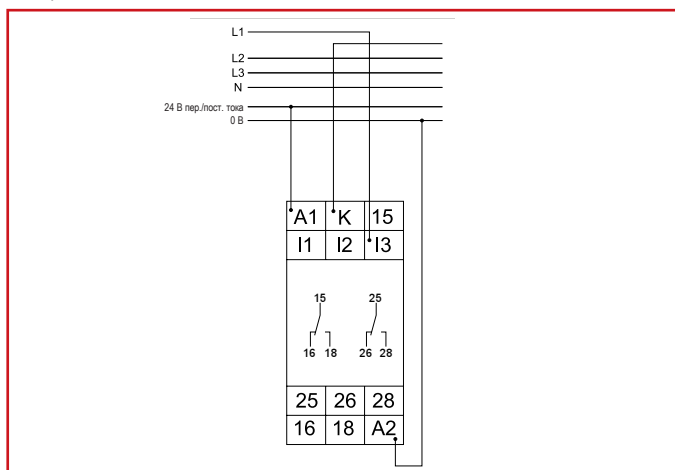 L1
L2
L3
N
24 В пер./пост. тока
0 В
A1 K 15
I1 I2 I3
15 25
16 18 26 28
25 26 28
16 18 A2